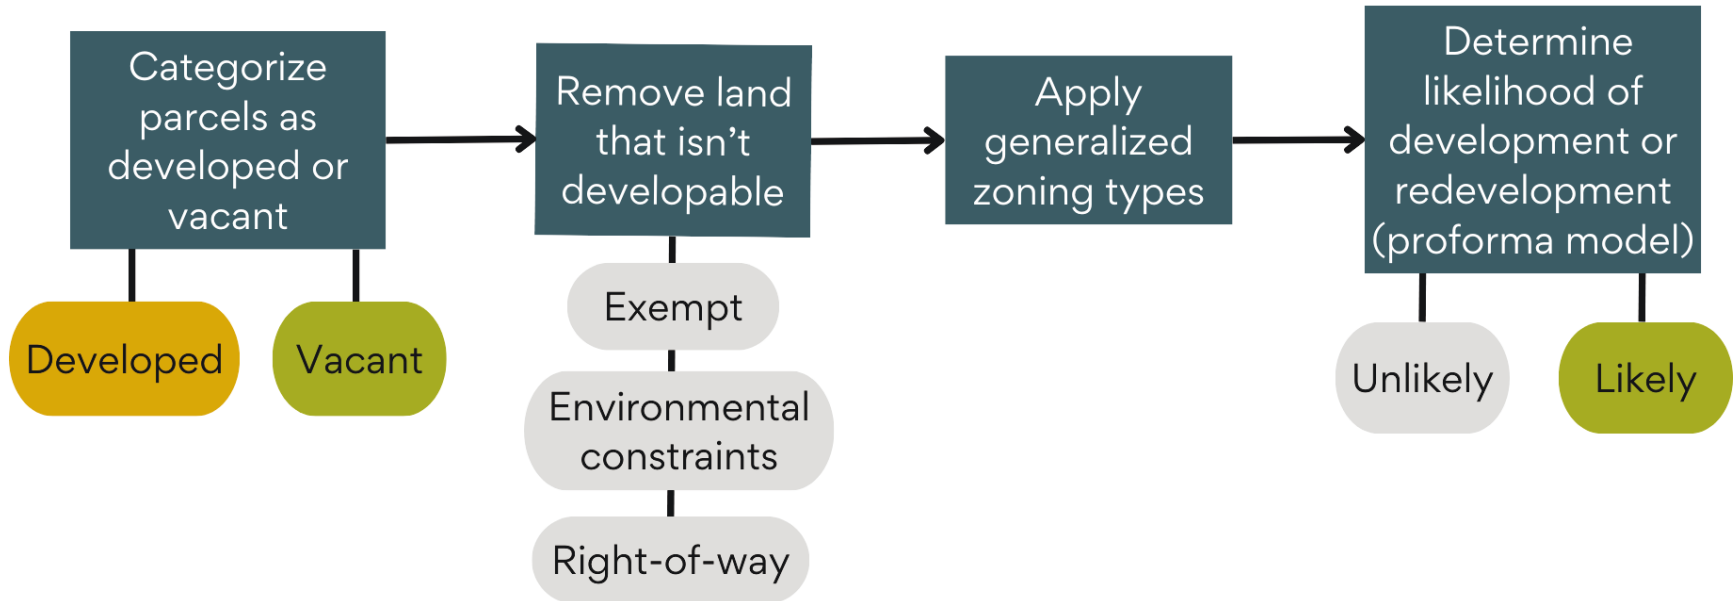 Categorize
parcels as
developed or
vacant
Developed
Vacant
Remove land
that isn’t
developable
Exempt
Environmental
constraints
Right-of-way
Apply
generalized
zoning types
Determine
likelihood of
development or
redevelopment
(proforma model)
Unlikely
Likely